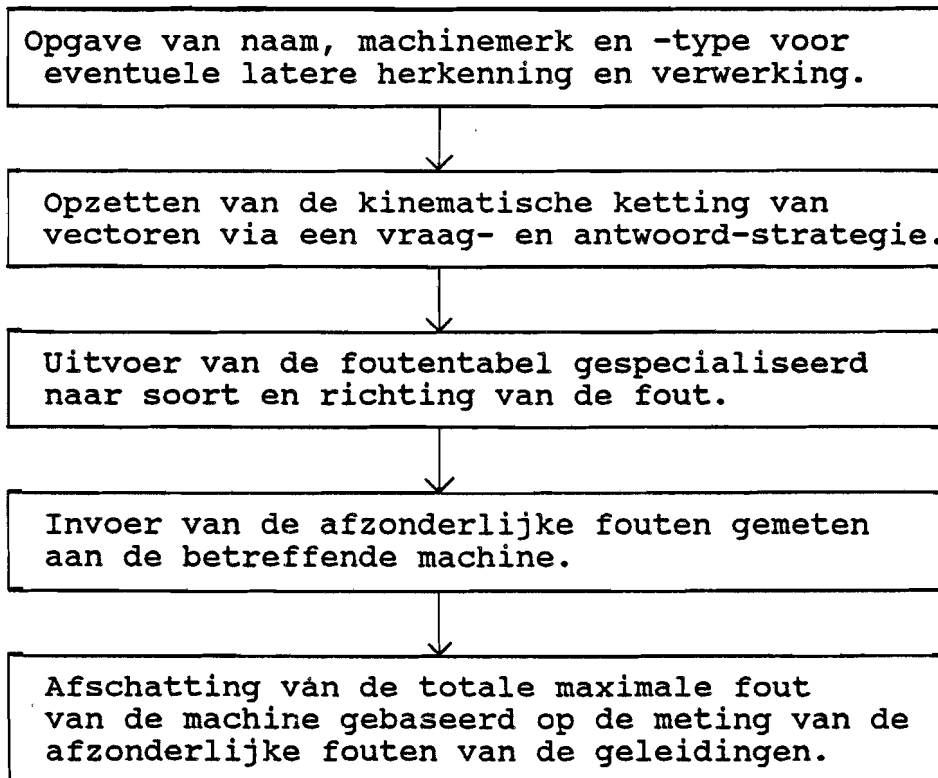 Opgave van naam, machinemerk en -type voor
eventuele latere herkenning en verwerking.
Opzetten van de kinematische ketting van
vectoren via een vraag- en antwoord-strategie.
Uitvoer van de foutentabel gespecialiseerd
naar soort en richting van de fout.
Invoer van de afzonderlijke fouten gemeten
aan de betreffende machine.
Afschatting van de totale maximale fout
van de machine gebaseerd op de meting van de
afzonderlijke fouten van de geleidingen.